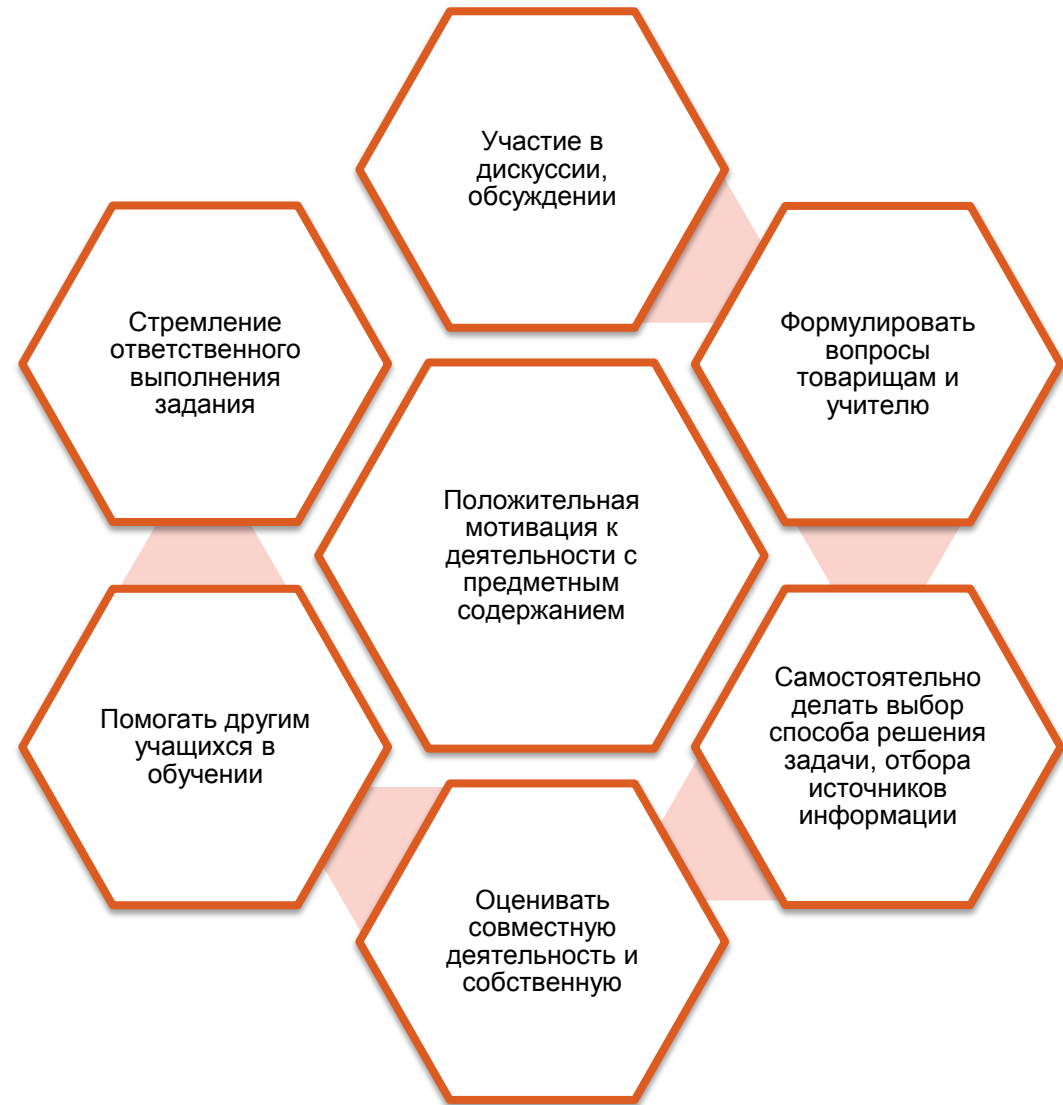 Участие в
дискуссии,
обсуждении
Формулировать
вопросы
товарищам и
учителю
Самостоятельно
делать выбор
способа решения
задачи, отбора
источников
информации
Оценивать
совместную
деятельность и
собственную
Помогать другим
учащихся в
обучении
Стремление
ответственного
выполнения
задания
Положительная
мотивация к
деятельности с
предметным
содержанием